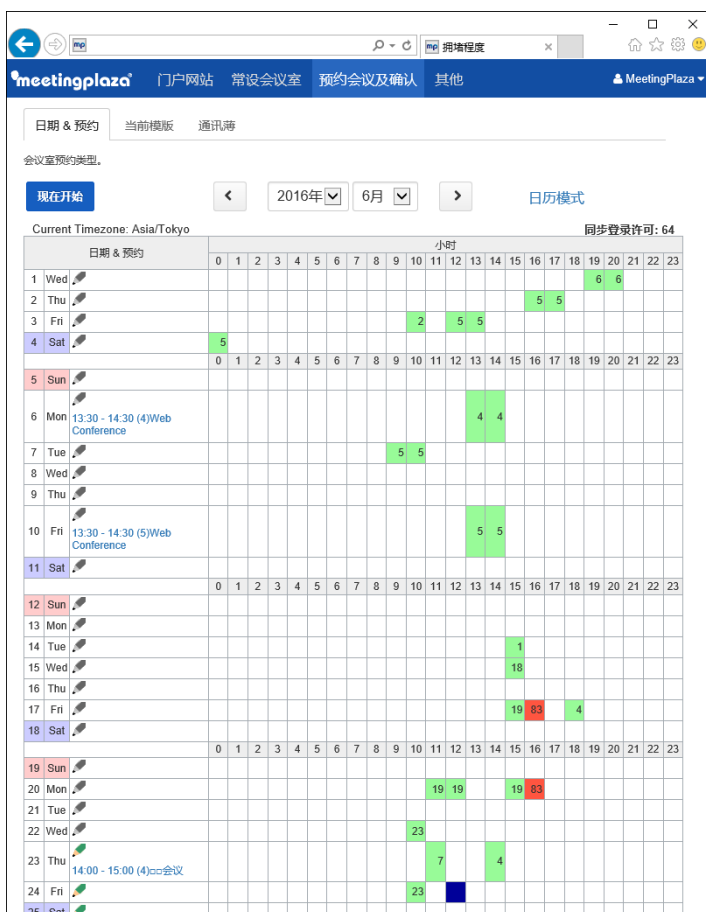 mp
mp 拥堵程度
meetingplaza
门户网站 常设会议室 预约会议及确认 其他
MeetingPlaza
日期 & 预约 当前模版 通讯薄
会议室预约类型。
现在开始 2016年 6月 日历模式
Current Timezone: Asia/Tokyo 同步登录许可: 64
日期 & 预约 小时
0 1 2 3 4 5 6 7 8 9 10 11 12 13 14 15 16 17 18 19 20 21 22 23
1 Wed 6 6
2 Thu 5 5
3 Fri 2 5 5
4 Sat 5
0 1 2 3 4 5 6 7 8 9 10 11 12 13 14 15 16 17 18 19 20 21 22 23
5 Sun
6 Mon 13:30 - 14:30 (4)Web
Conference 4 4
7 Tue 5 5
8 Wed
9 Thu
10 Fri 13:30 - 14:30 (5)Web
Conference 5 5
11 Sat
0 1 2 3 4 5 6 7 8 9 10 11 12 13 14 15 16 17 18 19 20 21 22 23
12 Sun
13 Mon
14 Tue 1
15 Wed 18
16 Thu
17 Fri 19 83 4
18 Sat
0 1 2 3 4 5 6 7 8 9 10 11 12 13 14 15 16 17 18 19 20 21 22 23
19 Sun
20 Mon 19 19 19 83
21 Tue
22 Wed 23
23 Thu 14:00 - 15:00 (4)□□会议 7 4
24 Fri 23
25 Sat